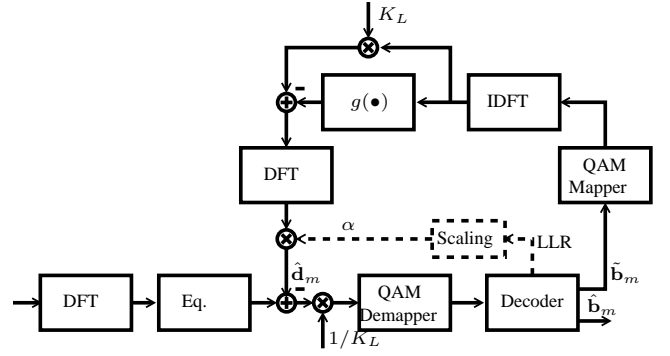 K_L
g(•)
IDFT
DFT
QAM
Mapper
α
Scaling
LLR
d̂_m
b̃_m
DFT
Eq.
QAM
Demapper
Decoder
b̂_m
1/K_L